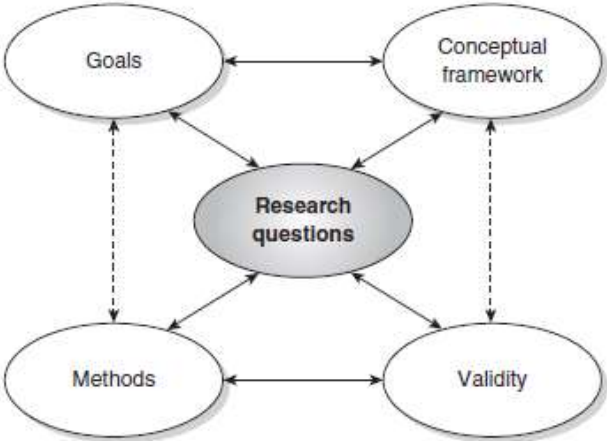 Goals
Conceptual
framework
Research
questions
Methods
Validity